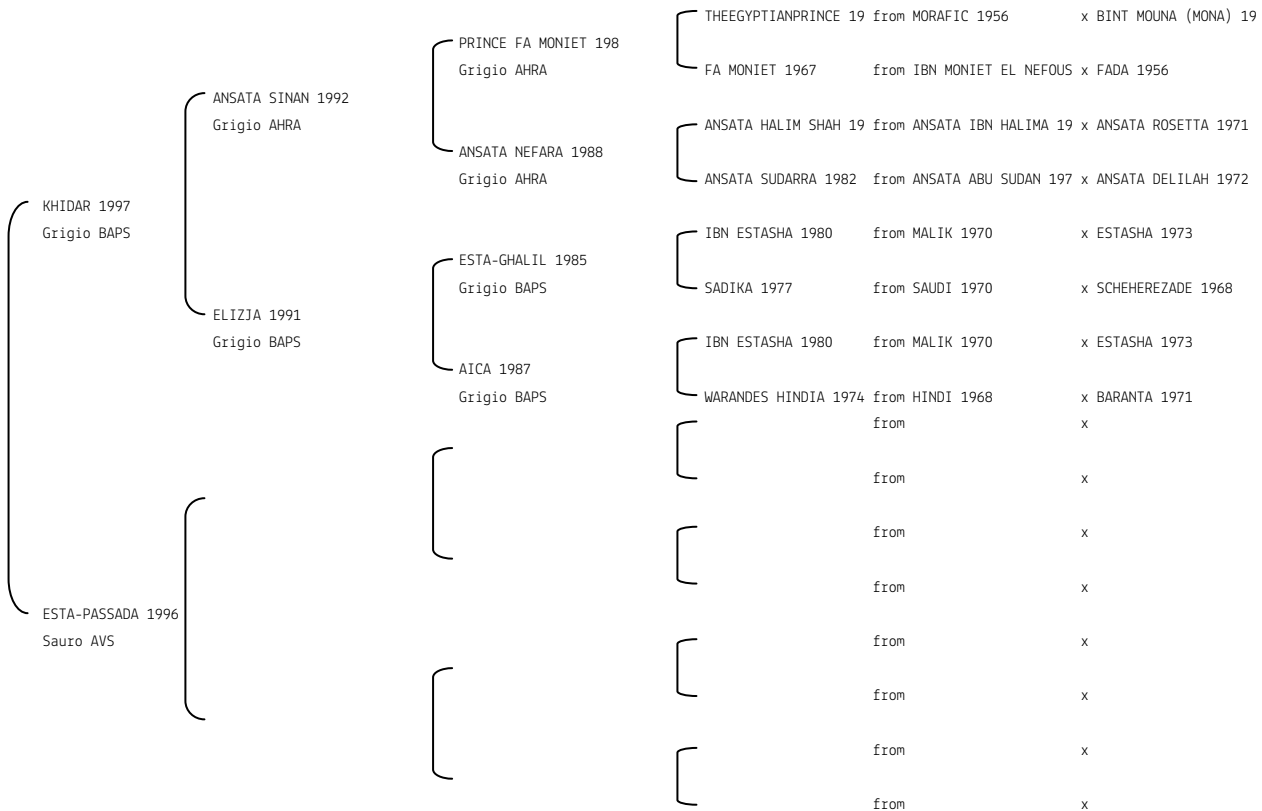 THEEGYPTIANPRINCE 19 from MORAFIC 1956 x BINT MOUNA (MONA) 19
PRINCE FA MONIET 198
Grigio AHRA
FA MONIET 1967 from IBN MONIET EL NEFOUS x FADA 1956
ANSATA SINAN 1992
Grigio AHRA
ANSATA HALIM SHAH 19 from ANSATA IBN HALIMA 19 x ANSATA ROSETTA 1971
ANSATA NEFARA 1988
Grigio AHRA
ANSATA SUDARRA 1982 from ANSATA ABU SUDAN 197 x ANSATA DELILAH 1972
KHIDAR 1997
Grigio BAPS
IBN ESTASHA 1980 from MALIK 1970 x ESTASHA 1973
ESTA-GHALIL 1985
Grigio BAPS
SADIKA 1977 from SAUDI 1970 x SCHEHEREZADE 1968
ELIZJA 1991
Grigio BAPS
IBN ESTASHA 1980 from MALIK 1970 x ESTASHA 1973
AICA 1987
Grigio BAPS
WARANDES HINDIA 1974 from HINDI 1968 x BARANTA 1971
from x
from x
from x
from x
ESTA-PASSADA 1996
Sauro AVS
from x
from x
from x
from x